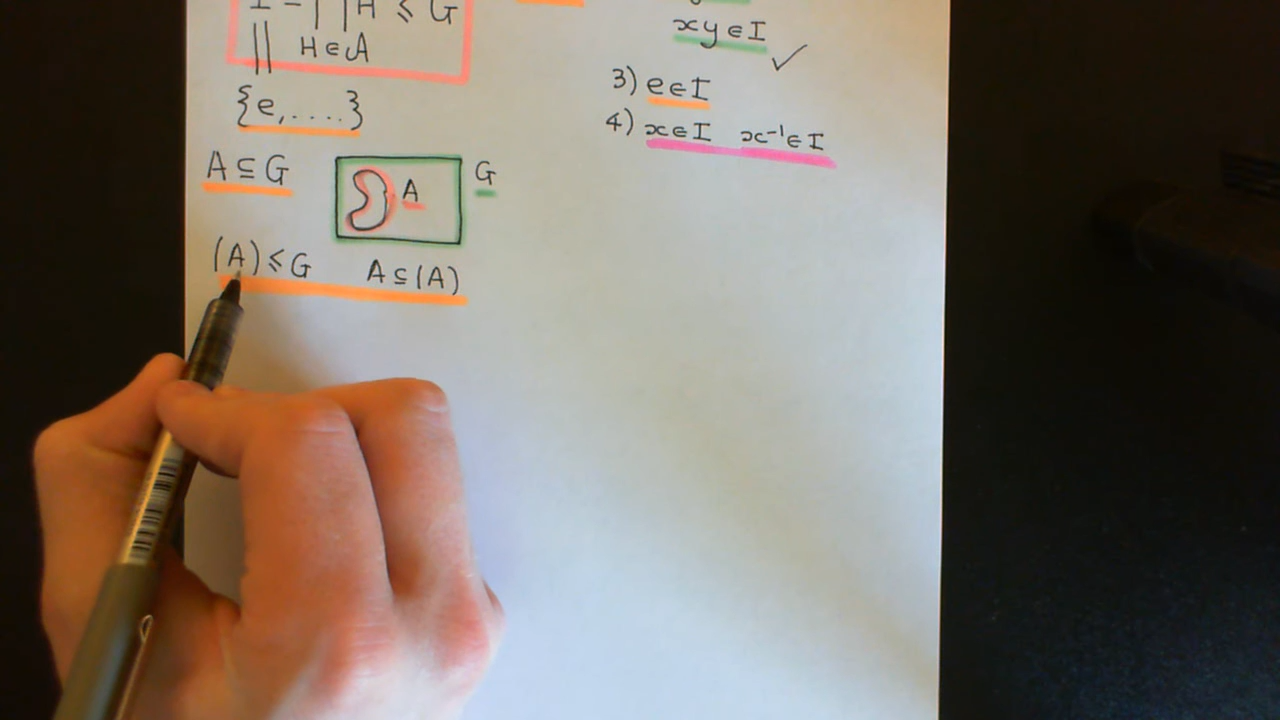 I = ⋂ H ≤ G
|| H ∈ 𝒜
{e, ....}
A ⊆ G
A
G
(A) ≤ G A ⊆ (A)
xy ∈ I ✓
3) e ∈ I
4) x ∈ I x⁻¹ ∈ I